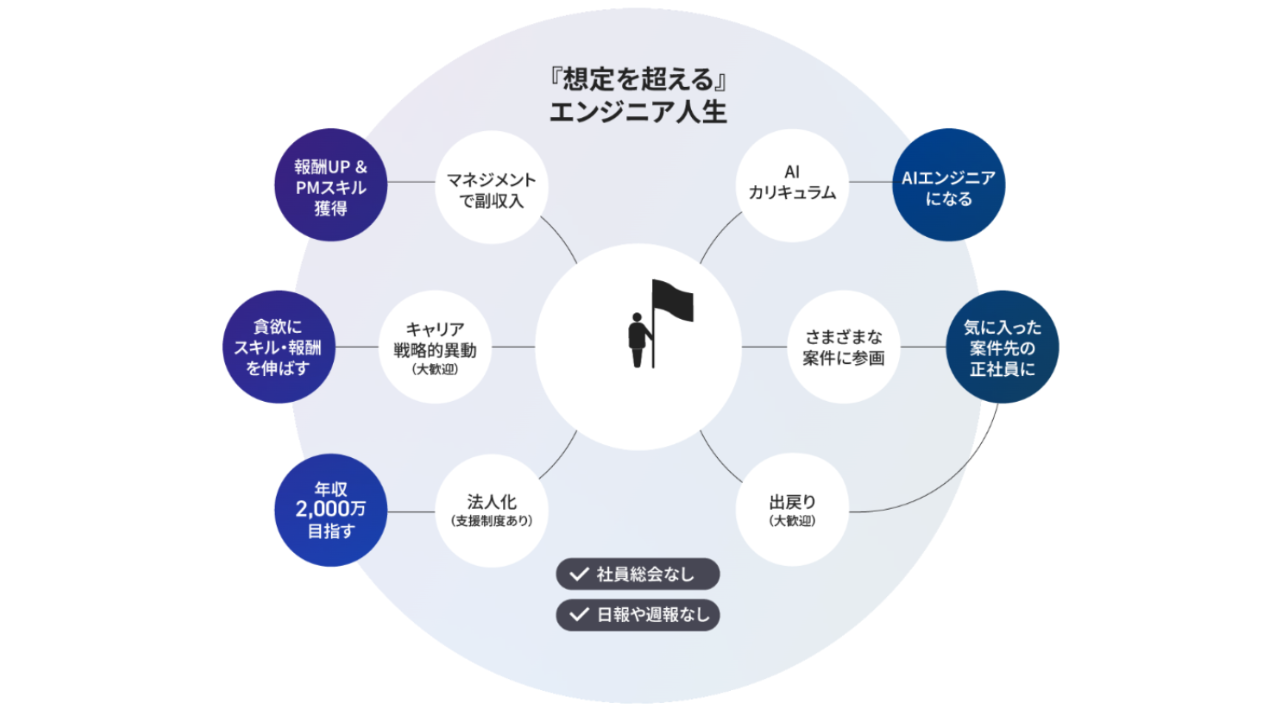 『想定を超える』
エンジニア人生
報酬UP &
PMスキル
獲得
マネジメント
で副収入
AI
カリキュラム
AIエンジニア
になる
貪欲に
スキル・報酬
を伸ばす
キャリア
戦略的異動
(大歓迎)
さまざまな
案件に参画
気に入った
案件先の
正社員に
年収
2,000万
目指す
法人化
(支援制度あり)
出戻り
(大歓迎)
社員総会なし
日報や週報なし